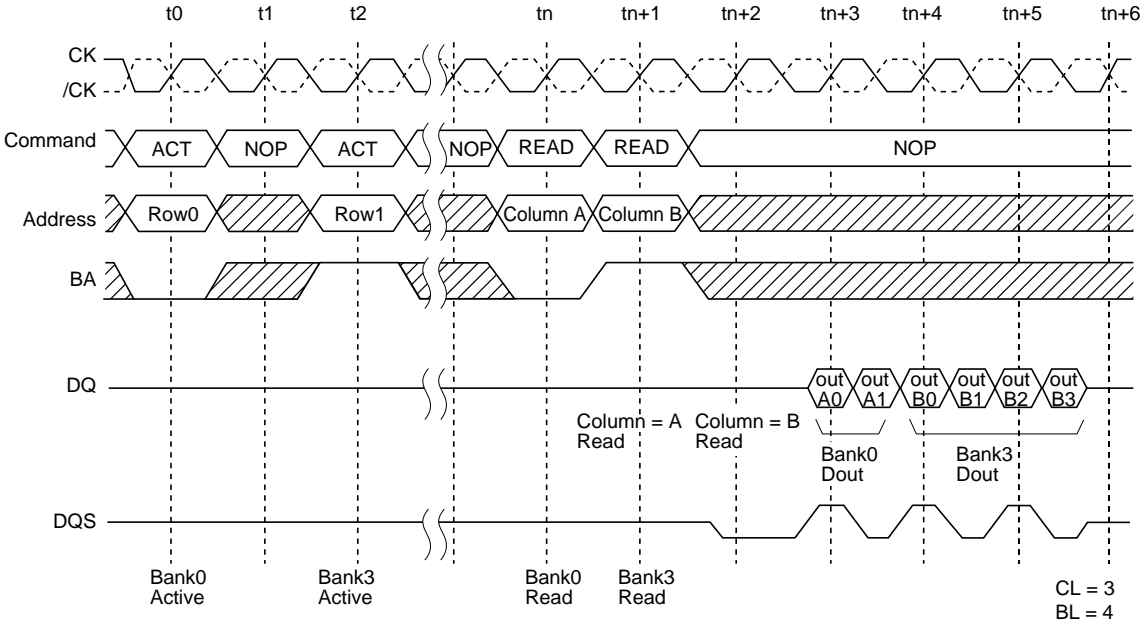 t0 t1 t2 tn tn+1 tn+2 tn+3 tn+4 tn+5 tn+6
CK
/CK
Command ACT NOP ACT NOP READ READ NOP
Address Row0 Row1 Column A Column B
BA
DQ out A0 out A1 out B0 out B1 out B2 out B3
Column = A Column = B
Read Read
Bank0 Bank3
Dout Dout
DQS
Bank0 Bank3 Bank0 Bank3
Active Active Read Read
CL = 3
BL = 4